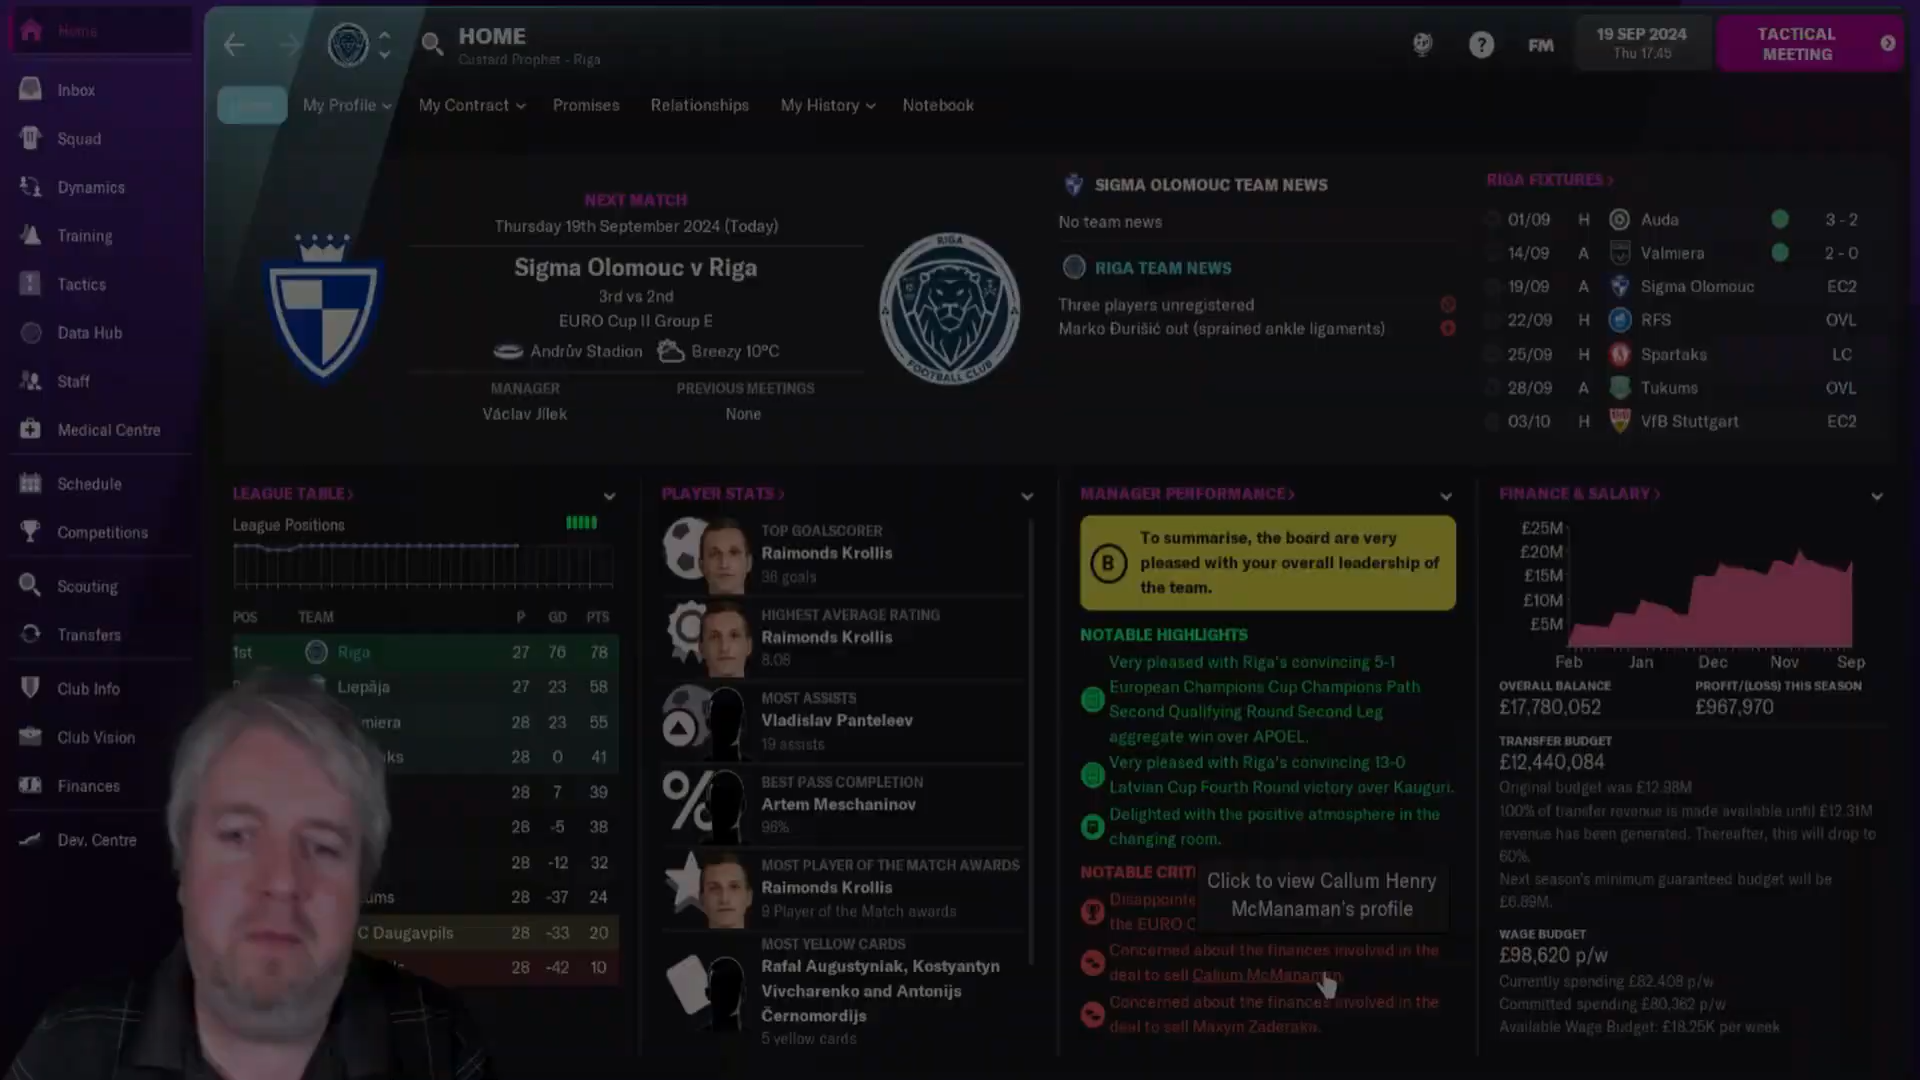 Home
HOME
Custard Prophet - Riga
FM
19 SEP 2024
Thu 17:45
TACTICAL
MEETING
My Profile
My Contract
Promises
Relationships
My History
Notebook
Inbox
Squad
Dynamics
Training
Tactics
Data Hub
Staff
Medical Centre
Schedule
Competitions
Scouting
Transfers
Club Info
Club Vision
Finances
Dev. Centre
NEXT MATCH
Thursday 19th September 2024 (Today)
Sigma Olomouc v Riga
3rd vs 2nd
EURO Cup II Group E
Andrův Stadion
Breezy 10°C
MANAGER
Václav Jílek
PREVIOUS MEETINGS
None
RIGA
FOOTBALL CLUB
SIGMA OLOMOUC TEAM NEWS
No team news
RIGA TEAM NEWS
Three players unregistered
Marko Đurišić out (sprained ankle ligaments)
RIGA FIXTURES >
01/09 H Auda 3 - 2
14/09 A Valmiera 2 - 0
19/09 A Sigma Olomouc EC2
22/09 H RFS OVL
25/09 H Spartaks LC
28/09 A Tukums OVL
03/10 H VfB Stuttgart EC2
LEAGUE TABLE >
League Positions
POS TEAM P GD PTS
1st Riga 27 76 78
Liepāja 27 23 58
miera 28 23 55
ks 28 0 41
28 7 39
28 -5 38
28 -12 32
ums 28 -37 24
C Daugavpils 28 -33 20
28 -42 10
PLAYER STATS >
TOP GOALSCORER
Raimonds Krollis
36 goals
HIGHEST AVERAGE RATING
Raimonds Krollis
8.08
MOST ASSISTS
Vladislav Panteleev
19 assists
BEST PASS COMPLETION
Artem Meschaninov
96%
MOST PLAYER OF THE MATCH AWARDS
Raimonds Krollis
9 Player of the Match awards
MOST YELLOW CARDS
Rafal Augustyniak, Kostyantyn
Vivcharenko and Antonijs
Černomordijs
5 yellow cards
MANAGER PERFORMANCE >
B
To summarise, the board are very
pleased with your overall leadership of
the team.
NOTABLE HIGHLIGHTS
Very pleased with Riga's convincing 5-1
European Champions Cup Champions Path
Second Qualifying Round Second Leg
aggregate win over APOEL.
Very pleased with Riga's convincing 13-0
Latvian Cup Fourth Round victory over Kauguri.
Delighted with the positive atmosphere in the
changing room.
NOTABLE CRIT
Disappointe
the EURO C
Click to view Callum Henry
McManaman's profile
Concerned about the finances involved in the
deal to sell Callum McManaman.
Concerned about the finances involved in the
deal to sell Maxym Zaderaka.
FINANCE & SALARY >
£25M
£20M
£15M
£10M
£5M
Feb Jan Dec Nov Sep
OVERALL BALANCE
£17,780,052
PROFIT/(LOSS) THIS SEASON
£967,970
TRANSFER BUDGET
£12,440,084
Original budget was £12.98M
100% of transfer revenue is made available until £12.31M
revenue has been generated. Thereafter, this will drop to
60%.
Next season's minimum guaranteed budget will be
£6.89M.
WAGE BUDGET
£98,620 p/w
Currently spending £82,408 p/w
Committed spending £80,362 p/w
Available Wage Budget: £18.25K per week